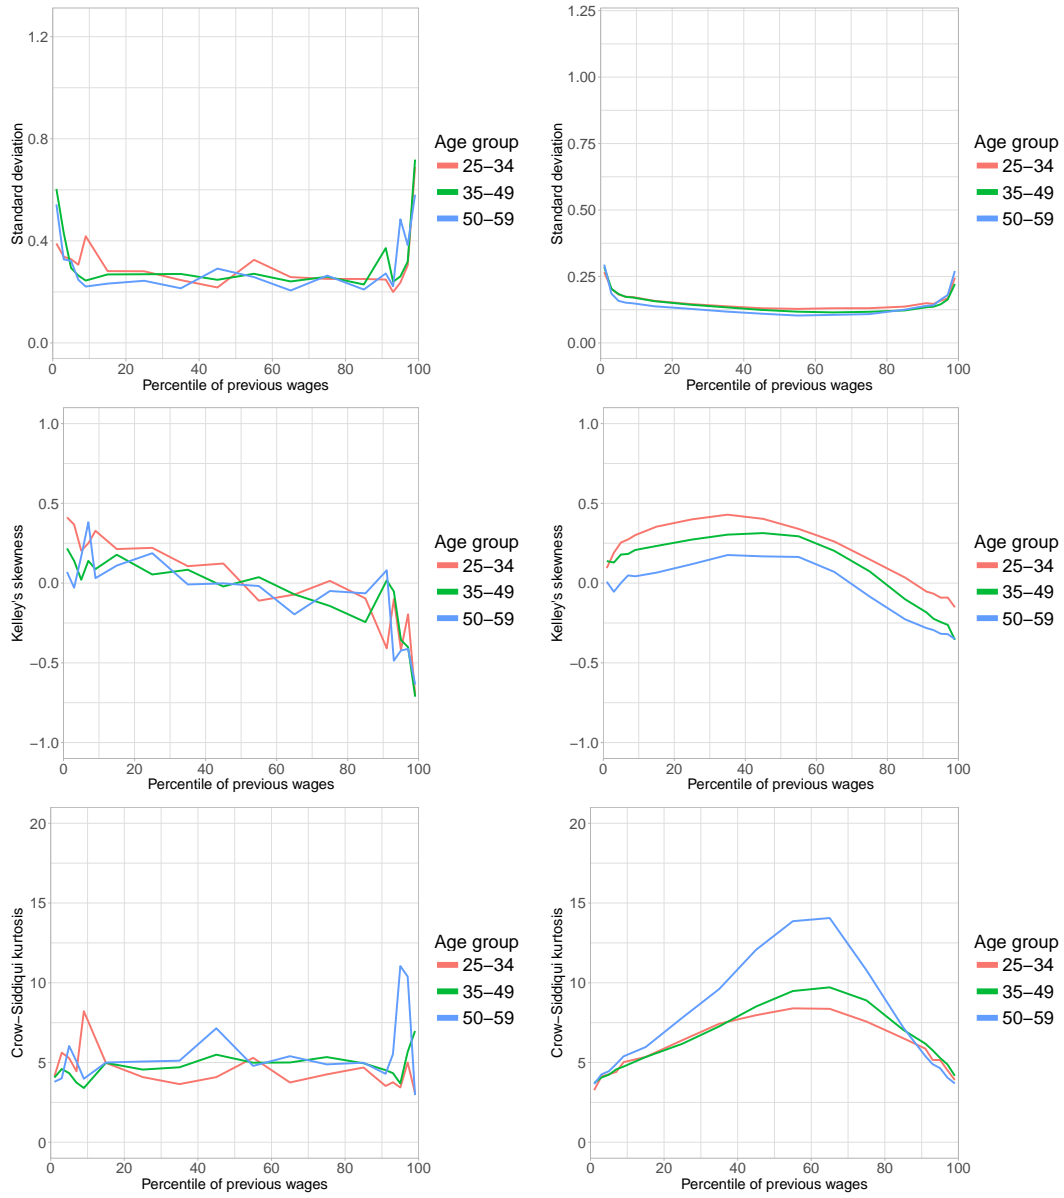 Standard deviation
1.2
0.8
0.4
0.0
0 20 40 60 80 100
Percentile of previous wages
Age group
25−34
35−49
50−59
Standard deviation
1.25
1.00
0.75
0.50
0.25
0.00
0 20 40 60 80 100
Percentile of previous wages
Age group
25−34
35−49
50−59
Kelley's skewness
1.0
0.5
0.0
−0.5
−1.0
0 20 40 60 80 100
Percentile of previous wages
Age group
25−34
35−49
50−59
Kelley's skewness
1.0
0.5
0.0
−0.5
−1.0
0 20 40 60 80 100
Percentile of previous wages
Age group
25−34
35−49
50−59
Crow−Siddiqui kurtosis
20
15
10
5
0
0 20 40 60 80 100
Percentile of previous wages
Age group
25−34
35−49
50−59
Crow−Siddiqui kurtosis
20
15
10
5
0
0 20 40 60 80 100
Percentile of previous wages
Age group
25−34
35−49
50−59